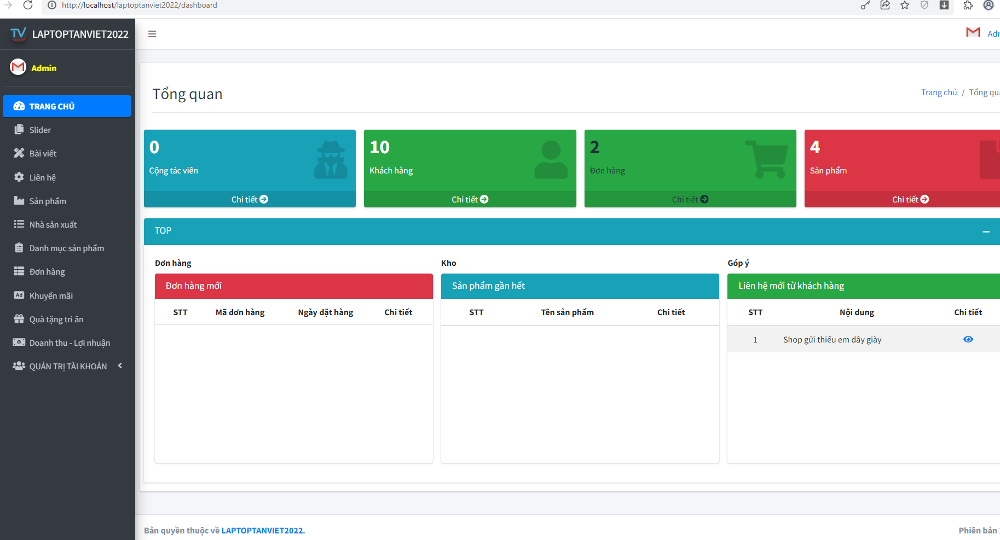 http://localhost/laptoptanviet2022/dashboard
TV LAPTOPTANVIET2022
Admin
TRANG CHỦ
Slider
Bài viết
Liên hệ
Sản phẩm
Nhà sản xuất
Danh mục sản phẩm
Đơn hàng
Khuyến mãi
Quà tặng tri ân
Doanh thu - Lợi nhuận
QUẢN TRỊ TÀI KHOẢN
Tổng quan
Trang chủ /
0
Cộng tác viên
Chi tiết
10
Khách hàng
Chi tiết
2
Đơn hàng
Chi tiết
4
Sản phẩm
Chi tiết
TOP
Đơn hàng
Đơn hàng mới
STT Mã đơn hàng Ngày đặt hàng Chi tiết
Kho
Sản phẩm gần hết
STT Tên sản phẩm Chi tiết
Góp ý
Liên hệ mới từ khách hàng
STT Nội dung Chi tiết
1 Shop gửi thiếu em dây giày
Bản quyền thuộc về LAPTOPTANVIET2022.
Phiên bản